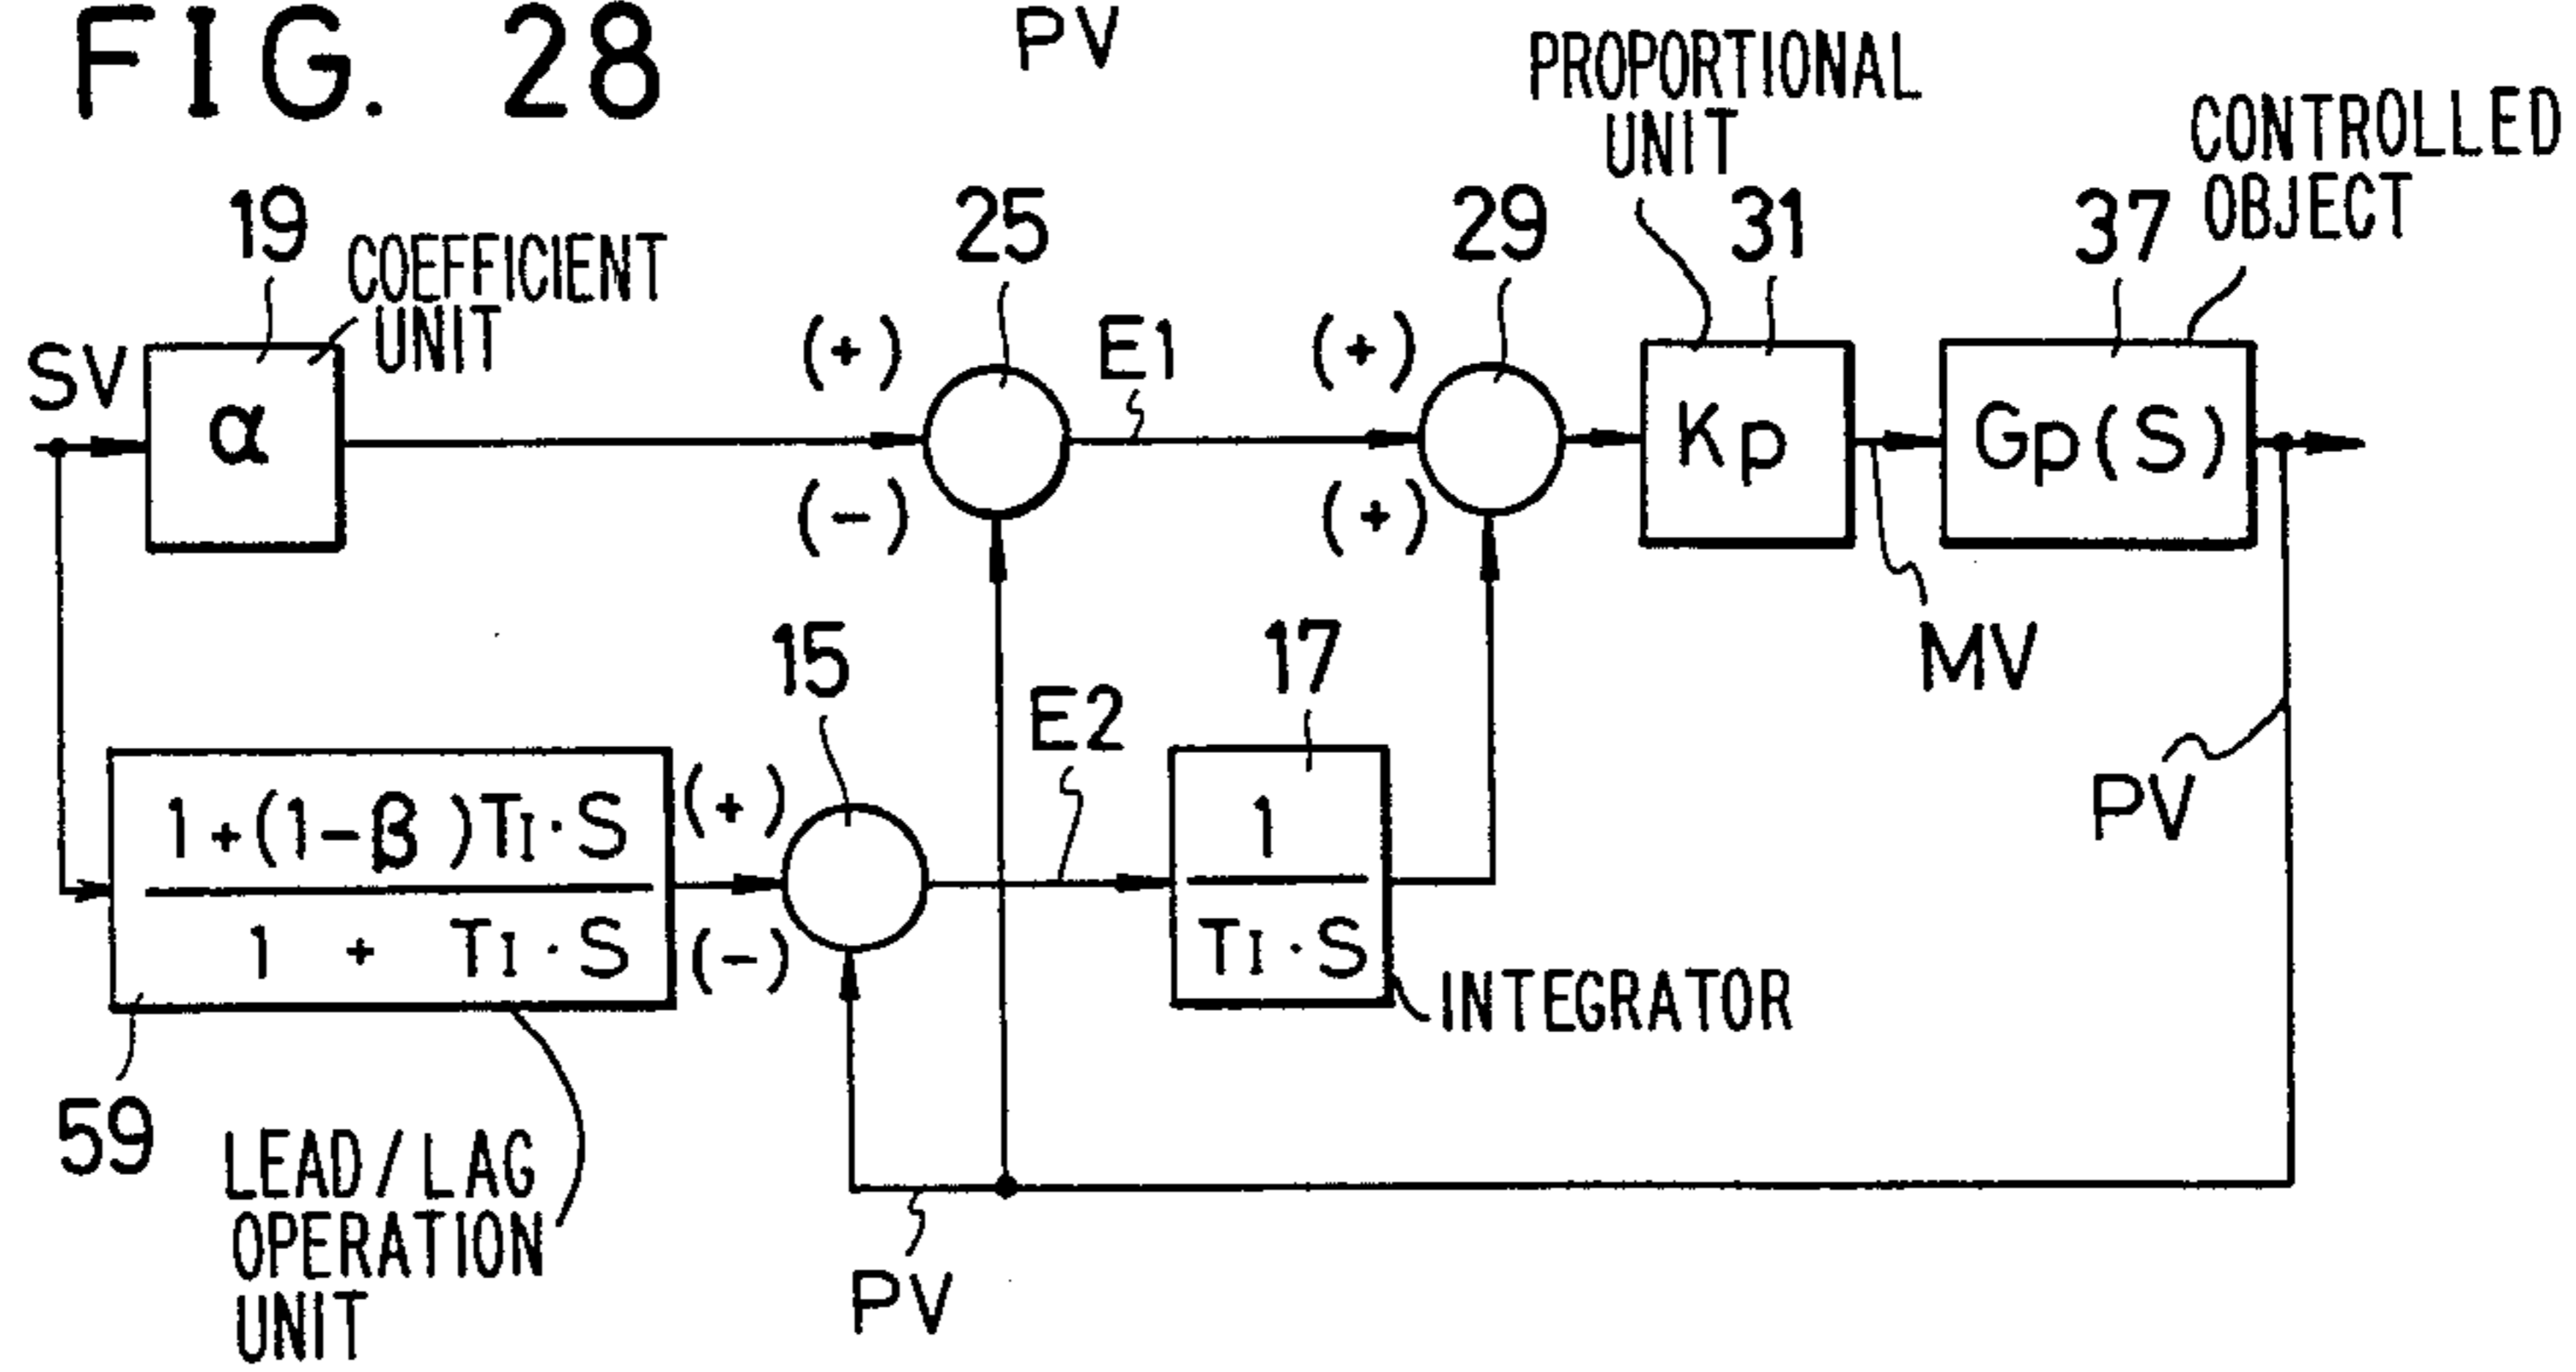 FIG. 28
PV
PROPORTIONAL
UNIT
CONTROLLED
OBJECT
19
COEFFICIENT
UNIT
25
29
31
37
SV
α
(+)
(-)
E1
(+)
(+)
Kp
Gp(S)
MV
15
E2
17
PV
1+(1-β)TI·S
1 + TI·S
(+)
(-)
1
TI·S
INTEGRATOR
59
LEAD/LAG
OPERATION
UNIT
PV